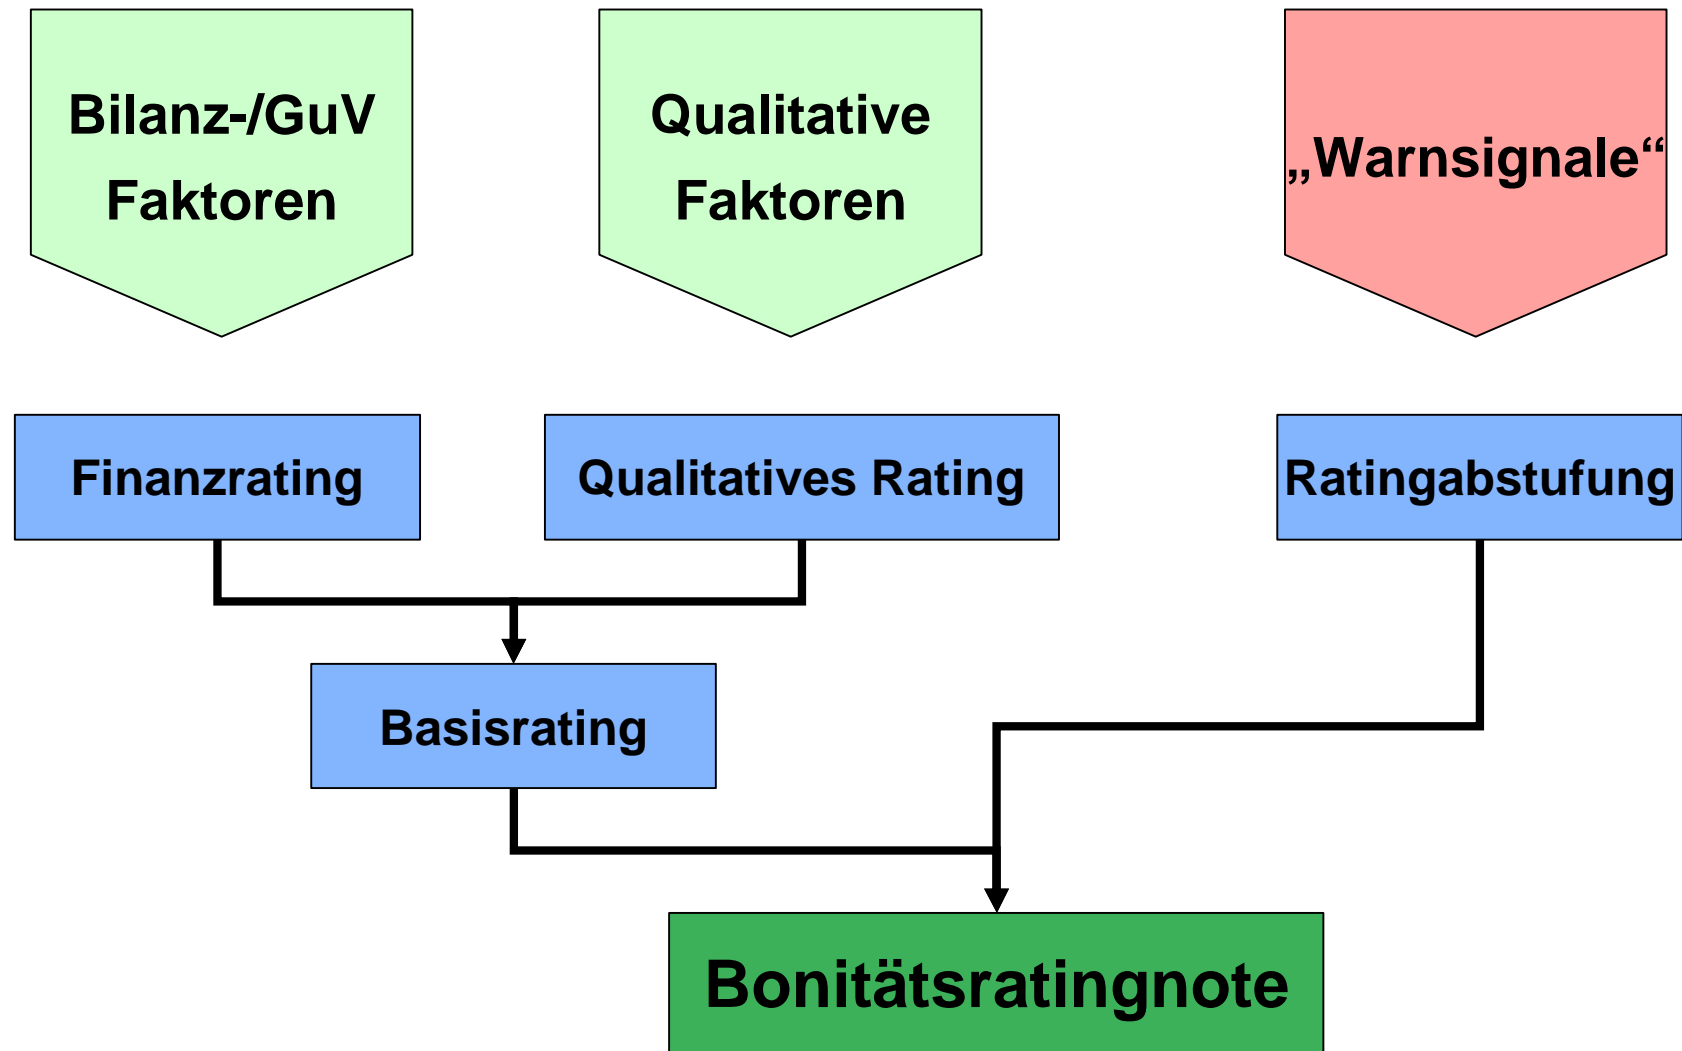 Bilanz-/GuV
Faktoren
Qualitative
Faktoren
„Warnsignale“
Finanzrating
Qualitatives Rating
Ratingabstufung
Basisrating
Bonitätsratingnote